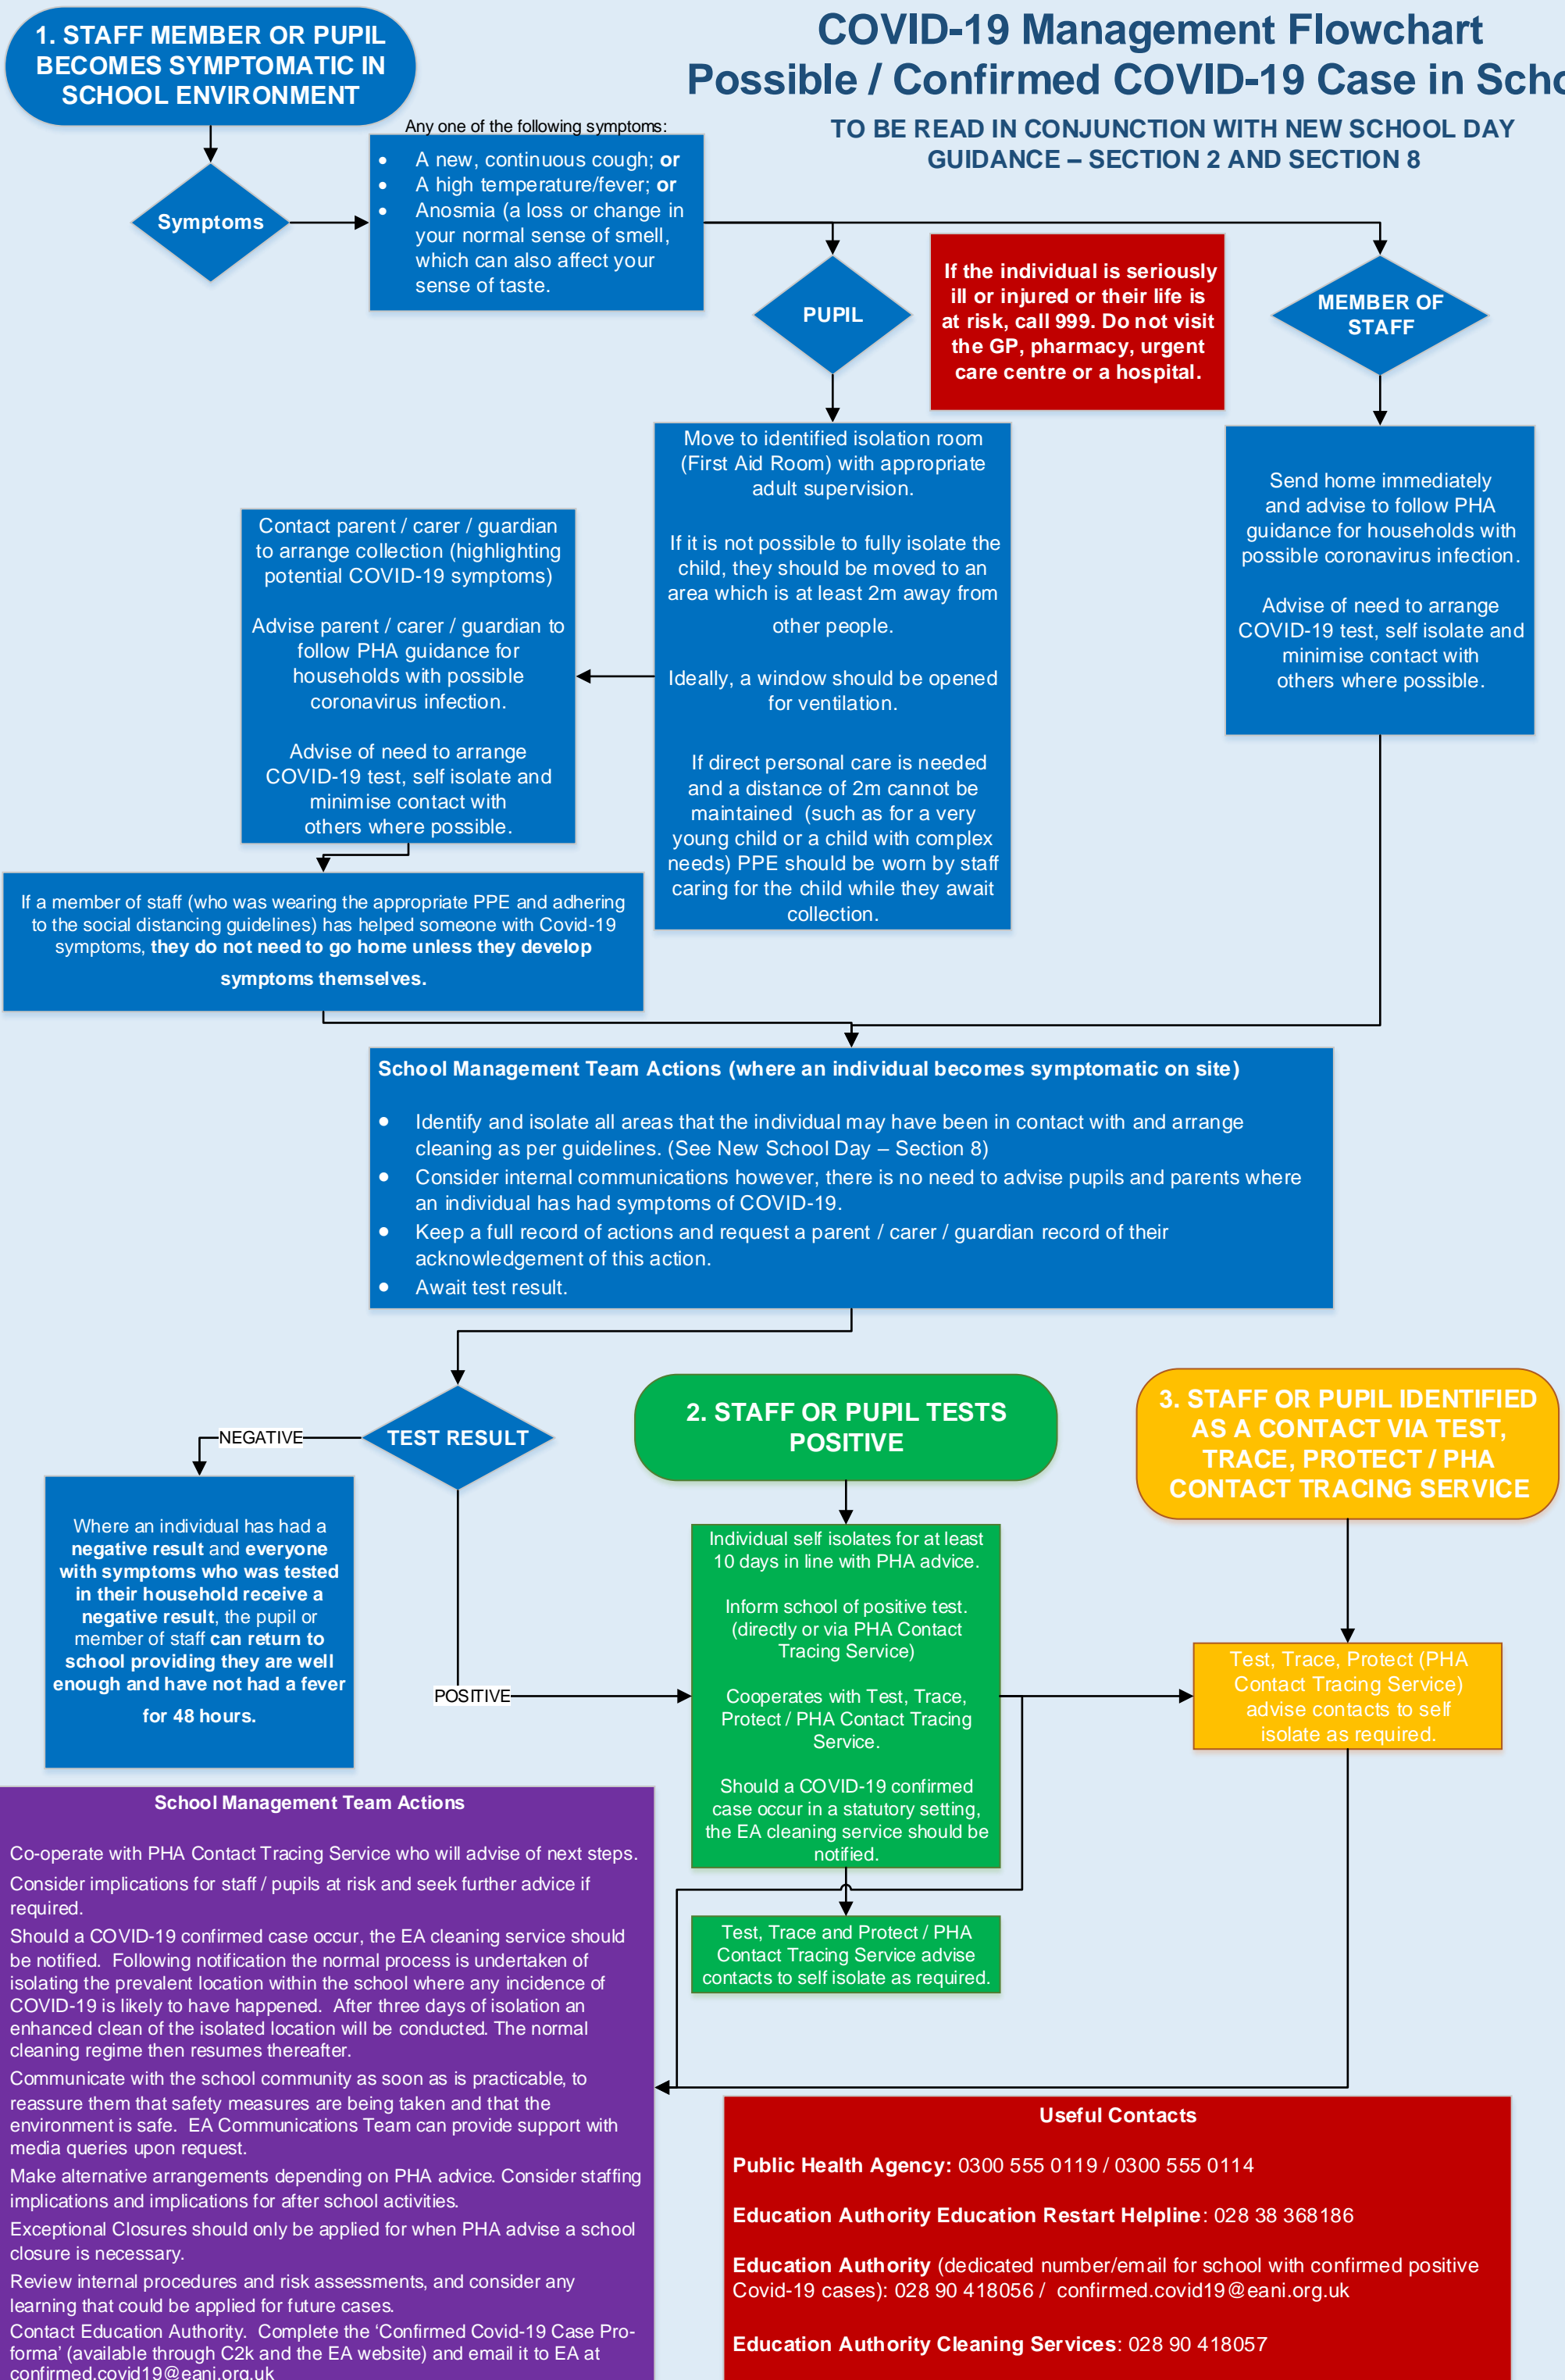 1. STAFF MEMBER OR PUPIL
BECOMES SYMPTOMATIC IN
SCHOOL ENVIRONMENT
COVID-19 Management Flowchart
Possible / Confirmed COVID-19 Case in Scho
TO BE READ IN CONJUNCTION WITH NEW SCHOOL DAY
GUIDANCE – SECTION 2 AND SECTION 8
Symptoms
Any one of the following symptoms:
• A new, continuous cough; or
• A high temperature/fever; or
• Anosmia (a loss or change in
your normal sense of smell,
which can also affect your
sense of taste.
PUPIL
If the individual is seriously
ill or injured or their life is
at risk, call 999. Do not visit
the GP, pharmacy, urgent
care centre or a hospital.
MEMBER OF
STAFF
Move to identified isolation room
(First Aid Room) with appropriate
adult supervision.
If it is not possible to fully isolate the
child, they should be moved to an
area which is at least 2m away from
other people.
Ideally, a window should be opened
for ventilation.
If direct personal care is needed
and a distance of 2m cannot be
maintained (such as for a very
young child or a child with complex
needs) PPE should be worn by staff
caring for the child while they await
collection.
Send home immediately
and advise to follow PHA
guidance for households with
possible coronavirus infection.
Advise of need to arrange
COVID-19 test, self isolate and
minimise contact with
others where possible.
Contact parent / carer / guardian
to arrange collection (highlighting
potential COVID-19 symptoms)
Advise parent / carer / guardian to
follow PHA guidance for
households with possible
coronavirus infection.
Advise of need to arrange
COVID-19 test, self isolate and
minimise contact with
others where possible.
If a member of staff (who was wearing the appropriate PPE and adhering
to the social distancing guidelines) has helped someone with Covid-19
symptoms, they do not need to go home unless they develop
symptoms themselves.
School Management Team Actions (where an individual becomes symptomatic on site)
• Identify and isolate all areas that the individual may have been in contact with and arrange
cleaning as per guidelines. (See New School Day – Section 8)
• Consider internal communications however, there is no need to advise pupils and parents where
an individual has had symptoms of COVID-19.
• Keep a full record of actions and request a parent / carer / guardian record of their
acknowledgement of this action.
• Await test result.
TEST RESULT
NEGATIVE
POSITIVE
Where an individual has had a
negative result and everyone
with symptoms who was tested
in their household receive a
negative result, the pupil or
member of staff can return to
school providing they are well
enough and have not had a fever
for 48 hours.
2. STAFF OR PUPIL TESTS
POSITIVE
Individual self isolates for at least
10 days in line with PHA advice.
Inform school of positive test.
(directly or via PHA Contact
Tracing Service)
Cooperates with Test, Trace,
Protect / PHA Contact Tracing
Service.
Should a COVID-19 confirmed
case occur in a statutory setting,
the EA cleaning service should be
notified.
Test, Trace and Protect / PHA
Contact Tracing Service advise
contacts to self isolate as required.
3. STAFF OR PUPIL IDENTIFIED
AS A CONTACT VIA TEST,
TRACE, PROTECT / PHA
CONTACT TRACING SERVICE
Test, Trace, Protect (PHA
Contact Tracing Service)
advise contacts to self
isolate as required.
School Management Team Actions
Co-operate with PHA Contact Tracing Service who will advise of next steps.
Consider implications for staff / pupils at risk and seek further advice if
required.
Should a COVID-19 confirmed case occur, the EA cleaning service should
be notified. Following notification the normal process is undertaken of
isolating the prevalent location within the school where any incidence of
COVID-19 is likely to have happened. After three days of isolation an
enhanced clean of the isolated location will be conducted. The normal
cleaning regime then resumes thereafter.
Communicate with the school community as soon as is practicable, to
reassure them that safety measures are being taken and that the
environment is safe. EA Communications Team can provide support with
media queries upon request.
Make alternative arrangements depending on PHA advice. Consider staffing
implications and implications for after school activities.
Exceptional Closures should only be applied for when PHA advise a school
closure is necessary.
Review internal procedures and risk assessments, and consider any
learning that could be applied for future cases.
Contact Education Authority. Complete the ‘Confirmed Covid-19 Case Pro-
forma’ (available through C2k and the EA website) and email it to EA at
confirmed.covid19@eani.org.uk
Useful Contacts
Public Health Agency: 0300 555 0119 / 0300 555 0114
Education Authority Education Restart Helpline: 028 38 368186
Education Authority (dedicated number/email for school with confirmed positive
Covid-19 cases): 028 90 418056 / confirmed.covid19@eani.org.uk
Education Authority Cleaning Services: 028 90 418057